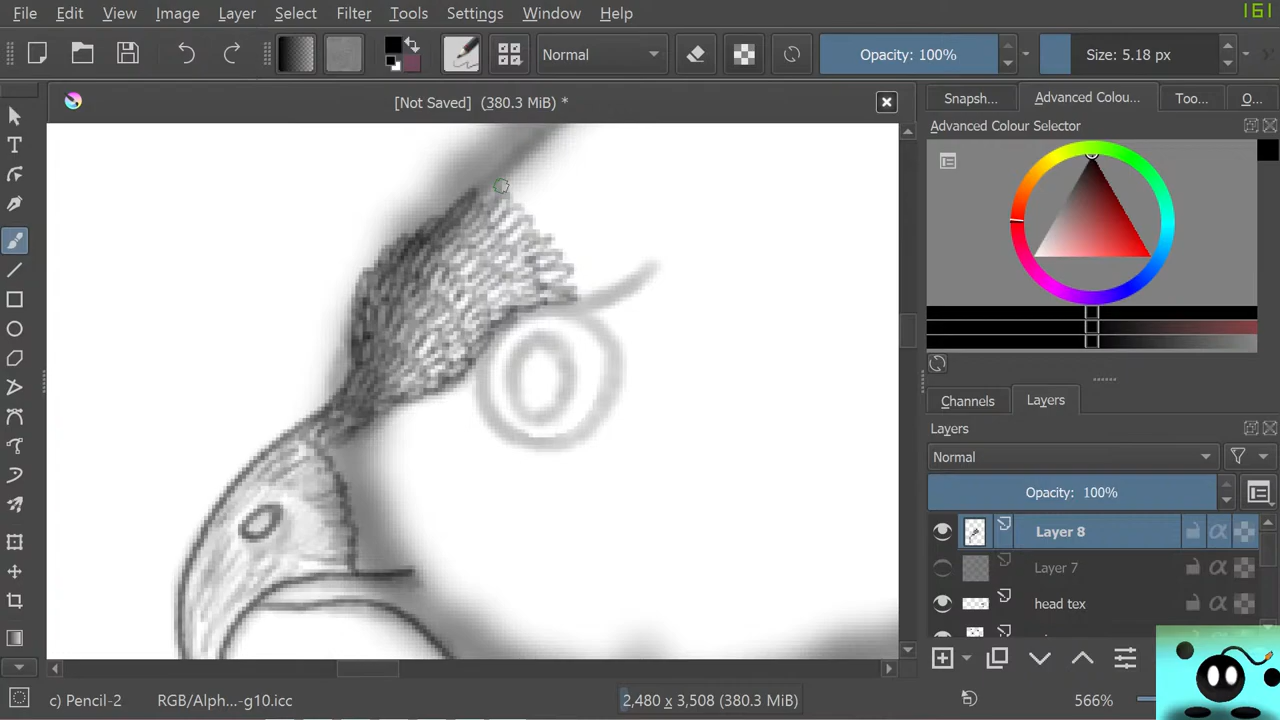 161
File Edit View Image Layer Select Filter Tools Settings Window Help
Normal
Opacity: 100%
Size: 5.18 px
[Not Saved] (380.3 MiB) *
Snapsh... Advanced Colou... Too... O...
Advanced Colour Selector
Channels Layers
Layers
Normal
Opacity: 100%
Layer 8
Layer 7
head tex
c) Pencil-2 RGB/Alph...-g10.icc 2,480 x 3,508 (380.3 MiB) 566%